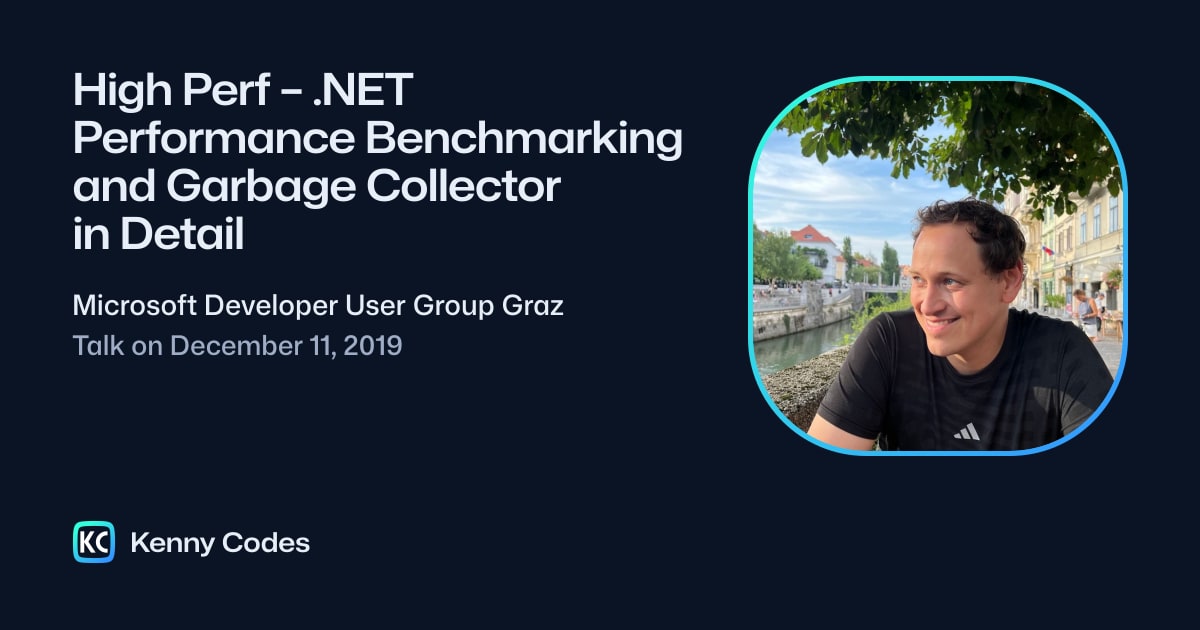 High Perf – .NET
Performance Benchmarking
and Garbage Collector
in Detail
Microsoft Developer User Group Graz
Talk on December 11, 2019
KC Kenny Codes